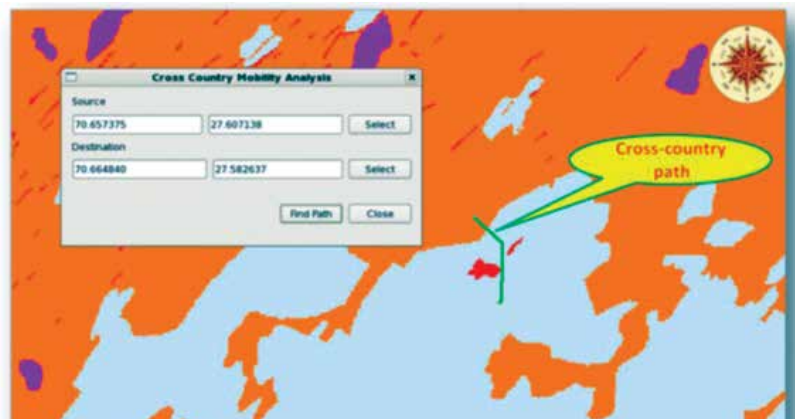 Cross Country Mobility Analysis
Source
70.657375 27.607138 Select
Destination
70.664840 27.582637 Select
Find Path Close
Cross-country
path